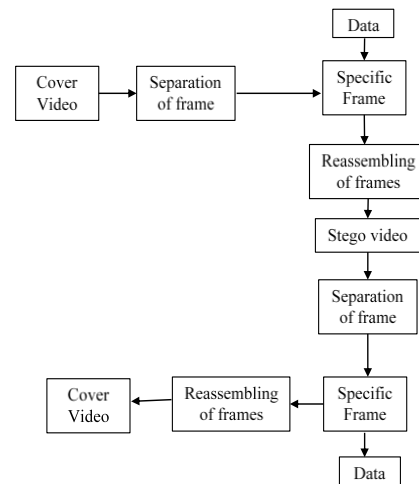 Data
Cover
Video
Separation
of frame
Specific
Frame
Reassembling
of frames
Stego video
Separation
of frame
Cover
Video
Reassembling
of frames
Specific
Frame
Data